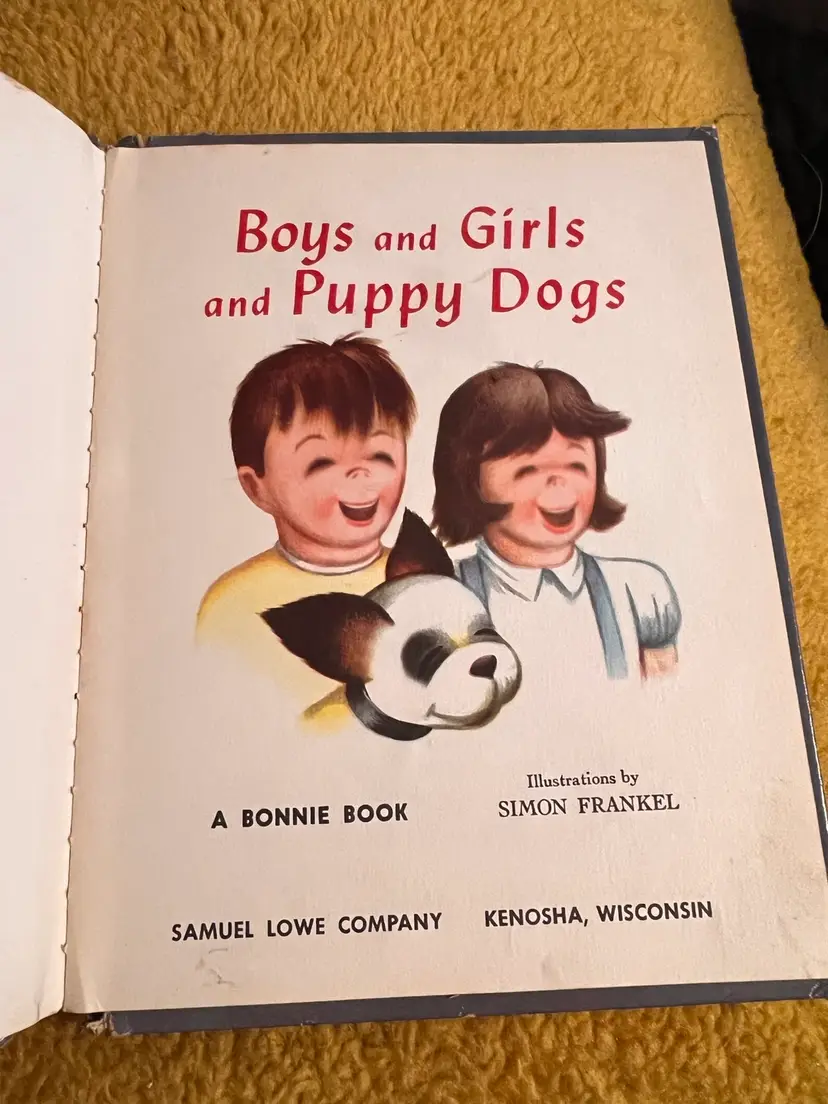 Boys and Girls
and Puppy Dogs
A BONNIE BOOK
Illustrations by
SIMON FRANKEL
SAMUEL LOWE COMPANY KENOSHA, WISCONSIN